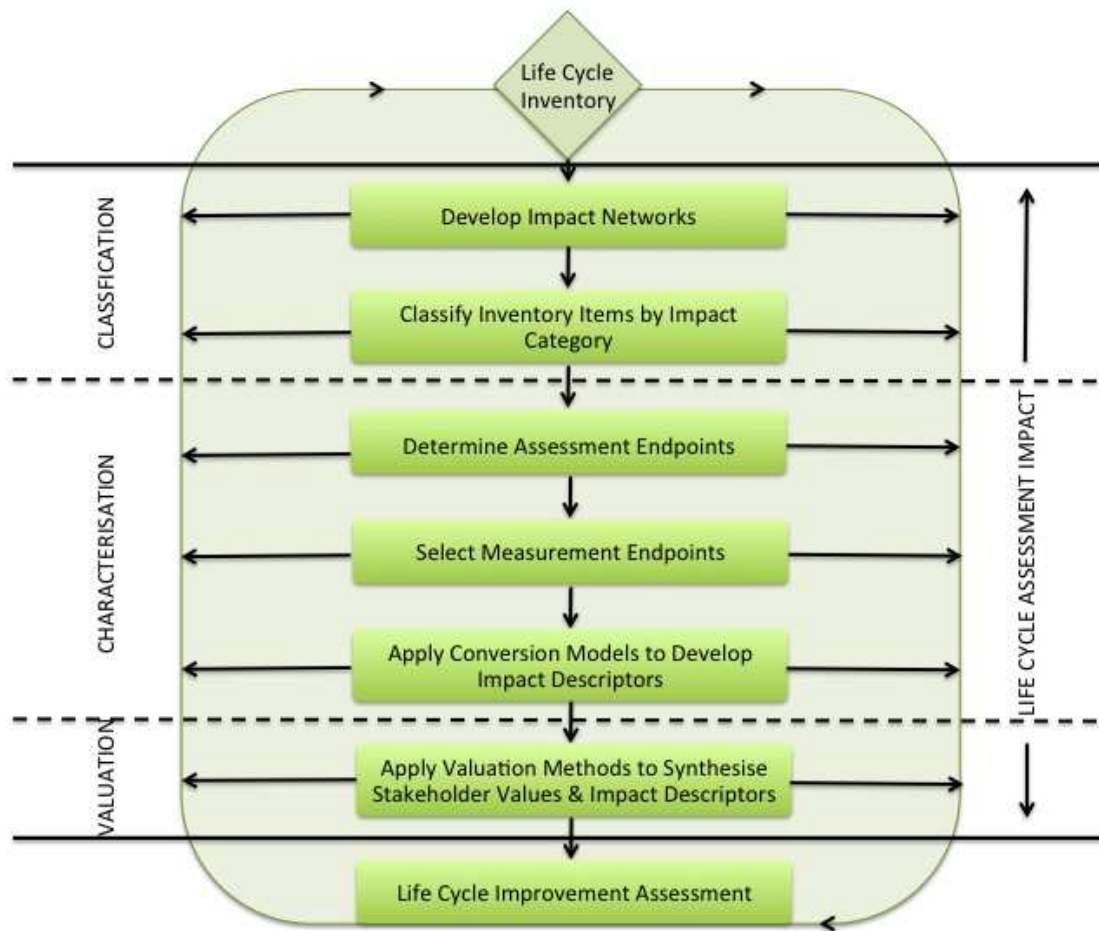 Life Cycle
Inventory
CLASSFICATION
Develop Impact Networks
Classify Inventory Items by Impact
Category
CHARACTERISATION
Determine Assessment Endpoints
Select Measurement Endpoints
Apply Conversion Models to Develop
Impact Descriptors
VALUATION
Apply Valuation Methods to Synthesise
Stakeholder Values & Impact Descriptors
LIFE CYCLE ASSESSMENT IMPACT
Life Cycle Improvement Assessment